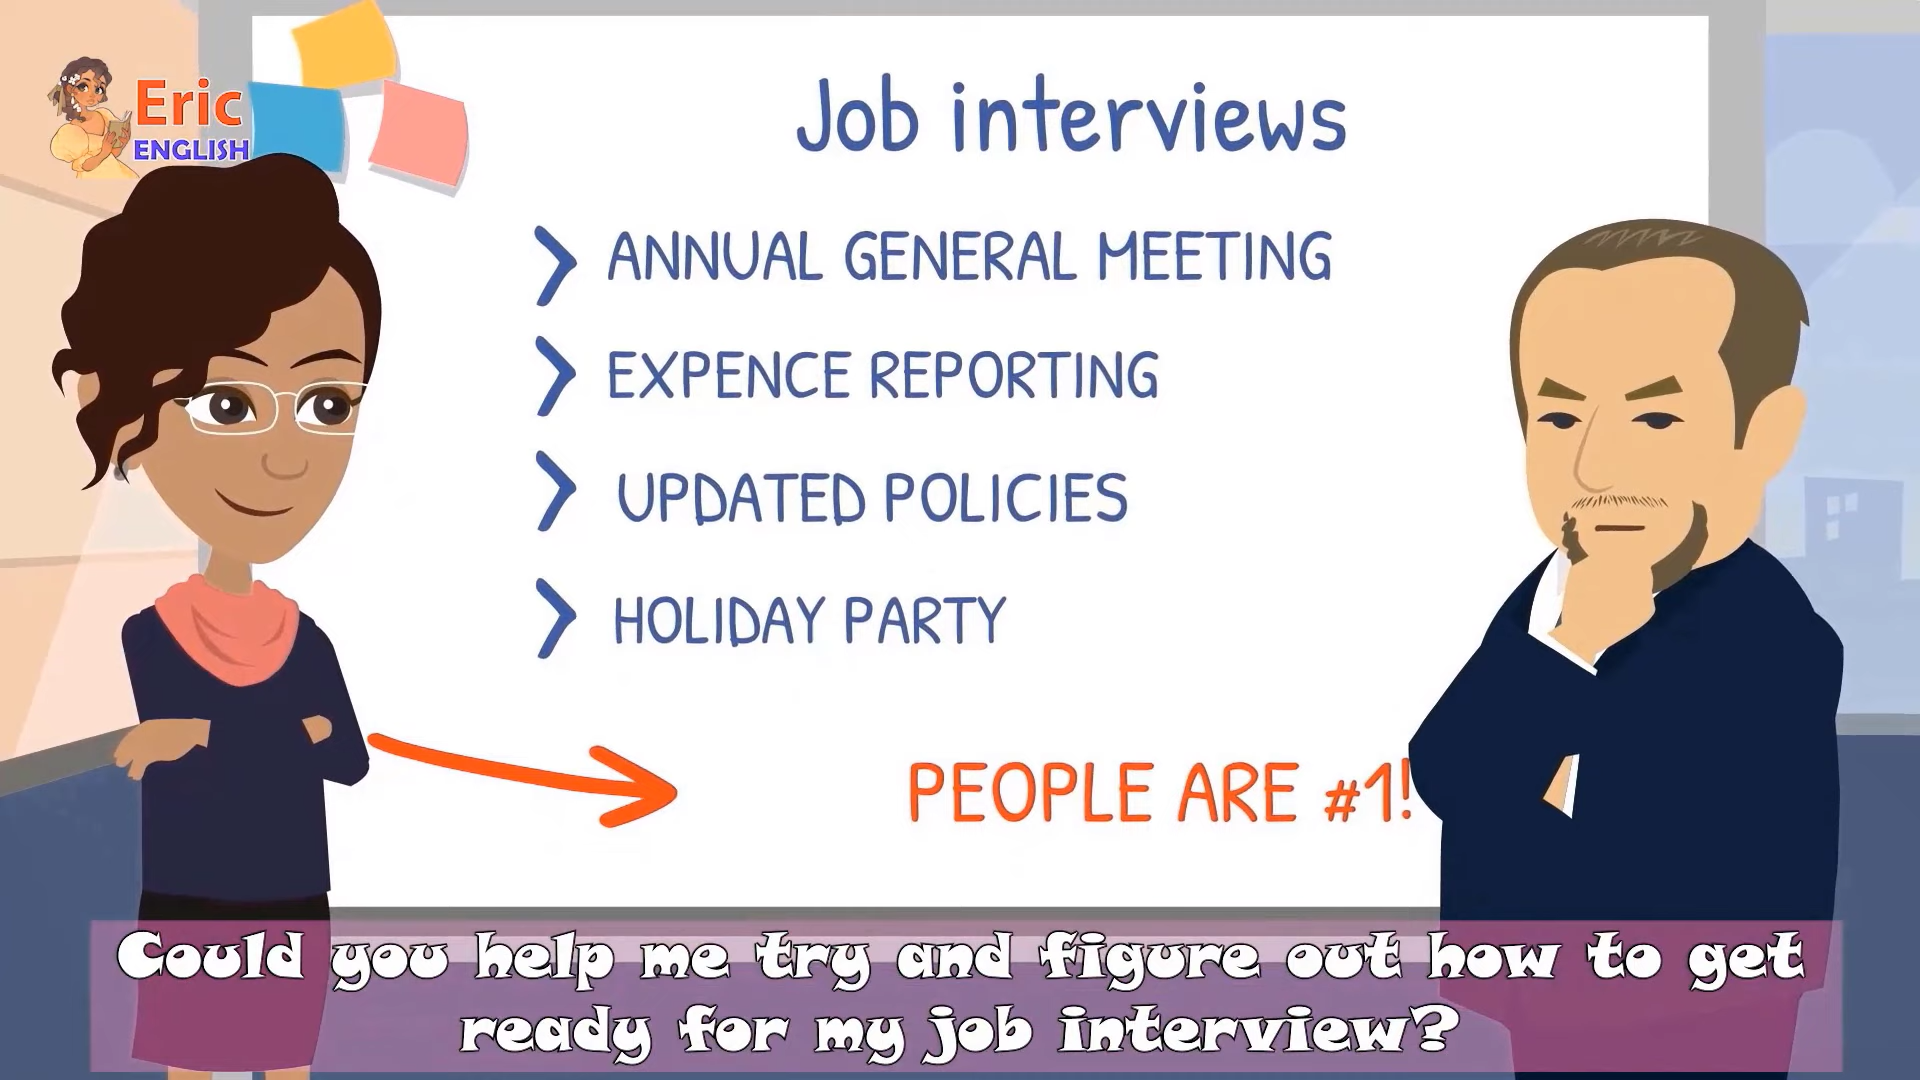 Eric
ENGLISH
Job interviews
ANNUAL GENERAL MEETING
EXPENCE REPORTING
UPDATED POLICIES
HOLIDAY PARTY
PEOPLE ARE #1!
Could you help me try and figure out how to get
ready for my job interview?